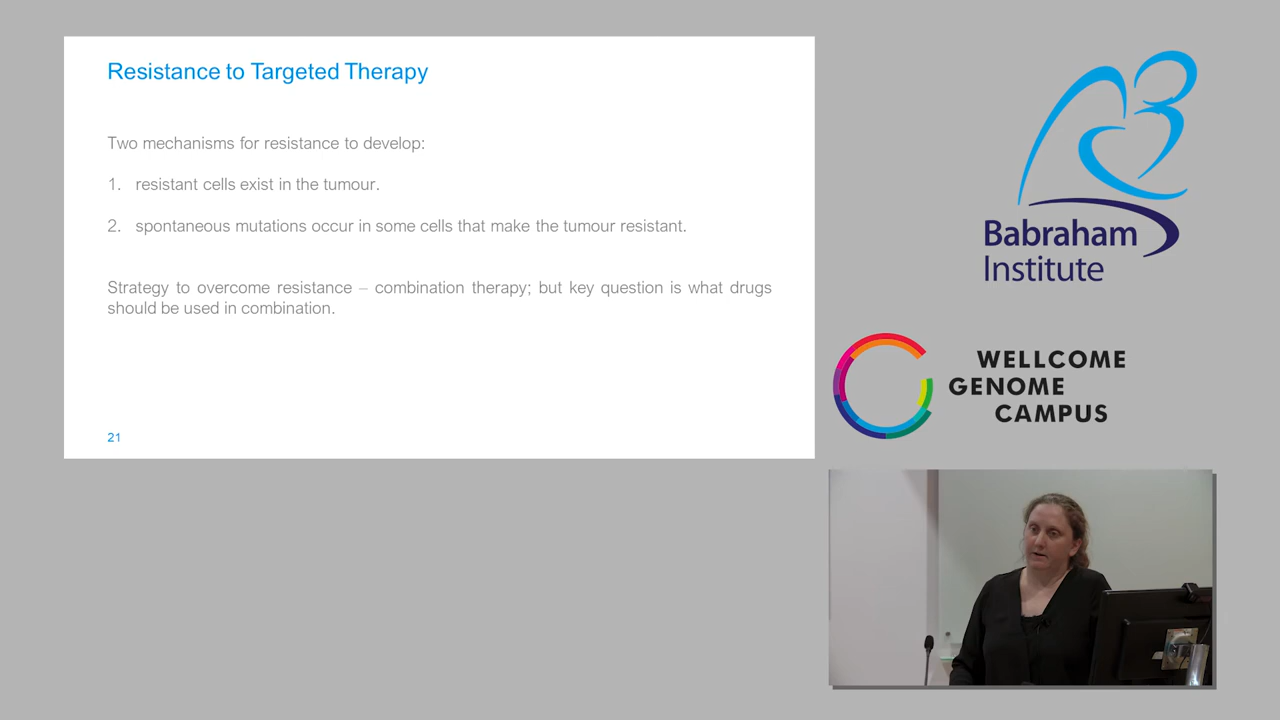 Resistance to Targeted Therapy
Two mechanisms for resistance to develop:
1. resistant cells exist in the tumour.
2. spontaneous mutations occur in some cells that make the tumour resistant.
Strategy to overcome resistance – combination therapy; but key question is what drugs
should be used in combination.
21
Babraham
Institute
WELLCOME
GENOME
CAMPUS